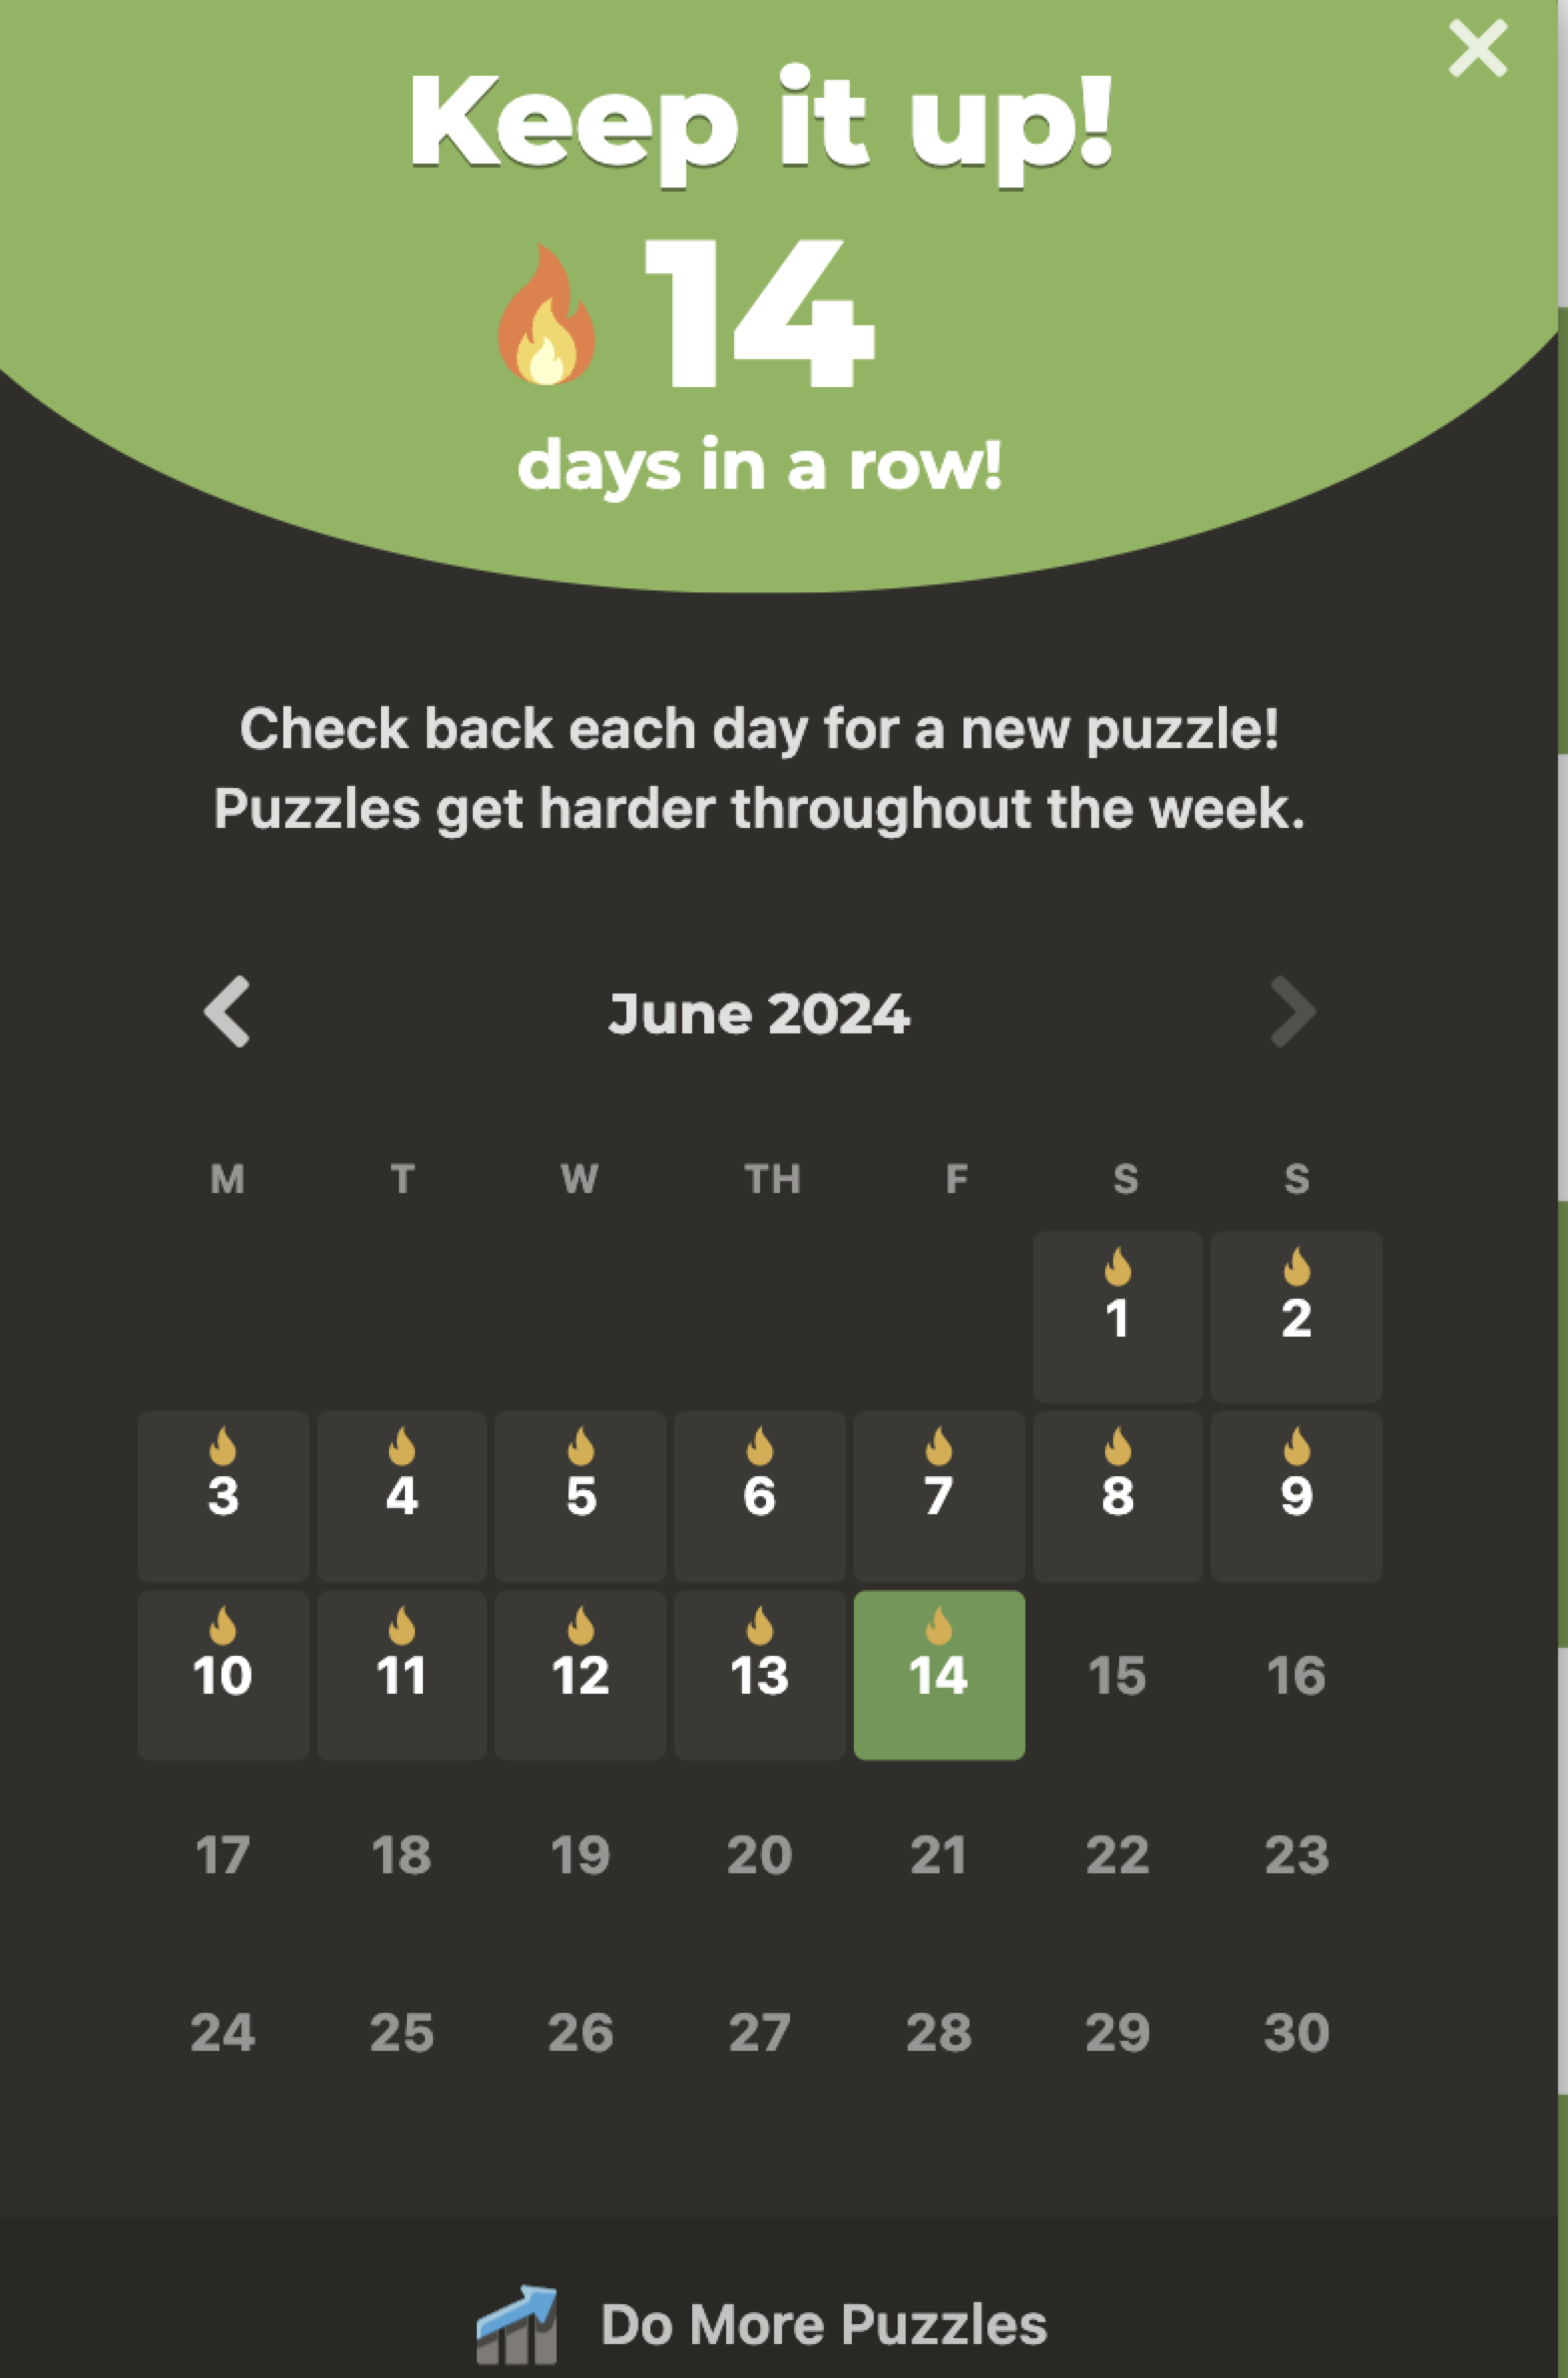 Keep it up!
14
days in a row!
Check back each day for a new puzzle!
Puzzles get harder throughout the week.
June 2024
M T W TH F S S
1 2
3 4 5 6 7 8 9
10 11 12 13 14 15 16
17 18 19 20 21 22 23
24 25 26 27 28 29 30
Do More Puzzles